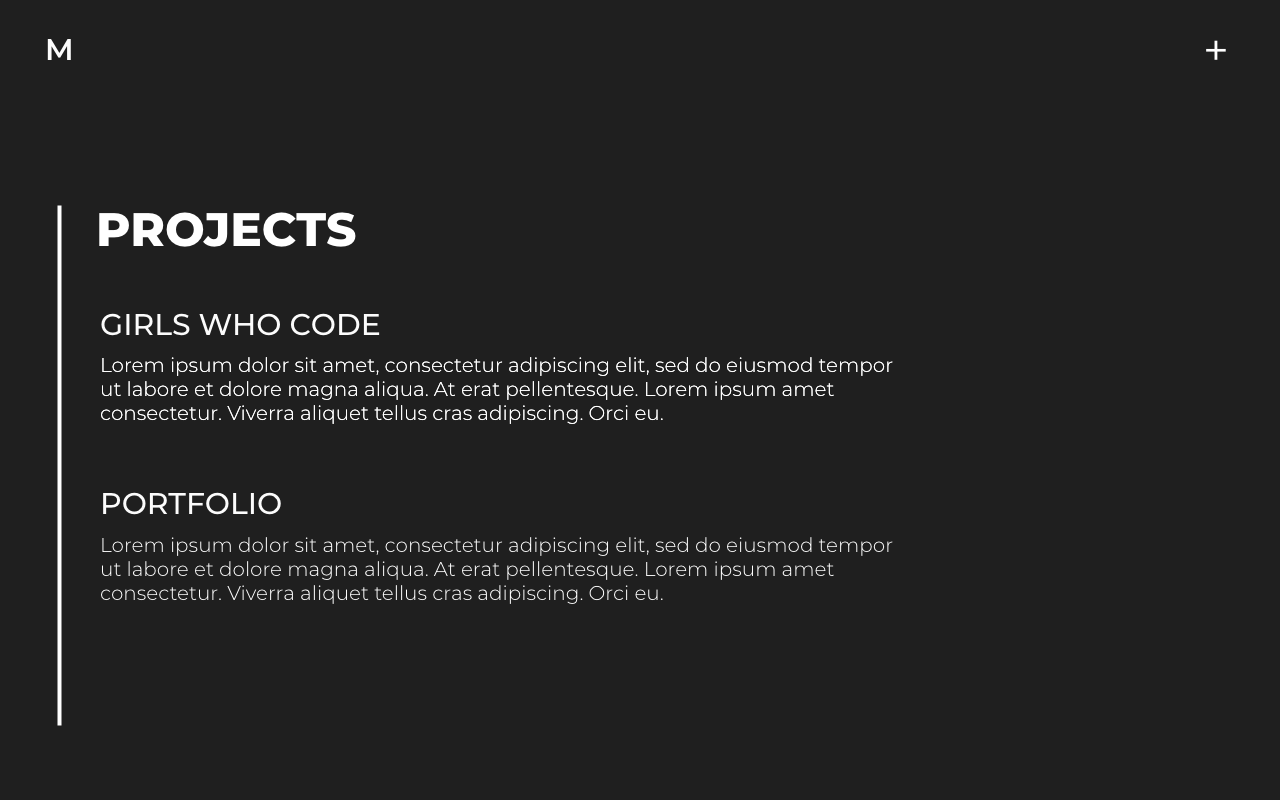 M
+
PROJECTS
GIRLS WHO CODE
Lorem ipsum dolor sit amet, consectetur adipiscing elit, sed do eiusmod tempor
ut labore et dolore magna aliqua. At erat pellentesque. Lorem ipsum amet
consectetur. Viverra aliquet tellus cras adipiscing. Orci eu.
PORTFOLIO
Lorem ipsum dolor sit amet, consectetur adipiscing elit, sed do eiusmod tempor
ut labore et dolore magna aliqua. At erat pellentesque. Lorem ipsum amet
consectetur. Viverra aliquet tellus cras adipiscing. Orci eu.